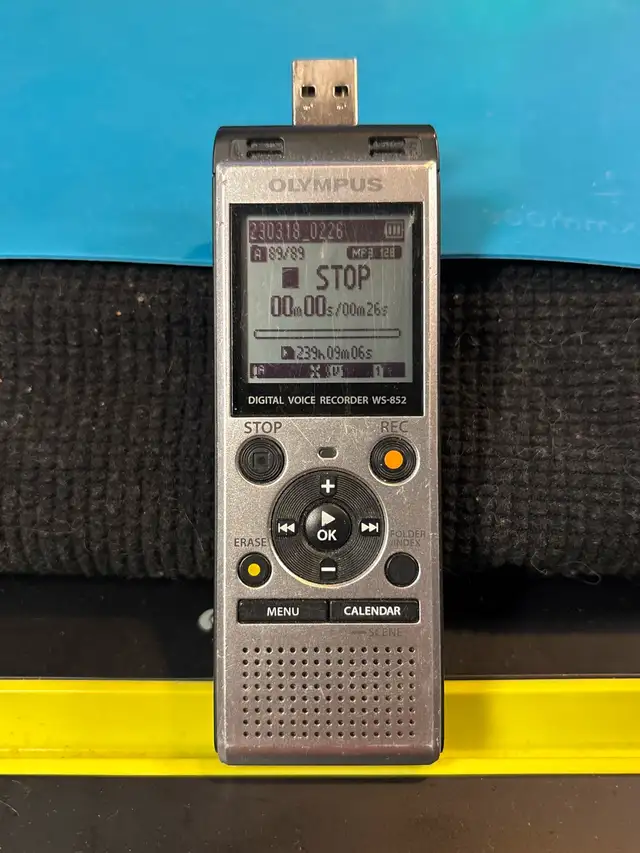 OLYMPUS
230318_0226
A 89/89 MP3 128
STOP
00m00s/00m26s
239h09m06s
DIGITAL VOICE RECORDER WS-852
STOP REC
+
OK
ERASE FOLDER
INDEX
−
MENU CALENDAR
SCENE